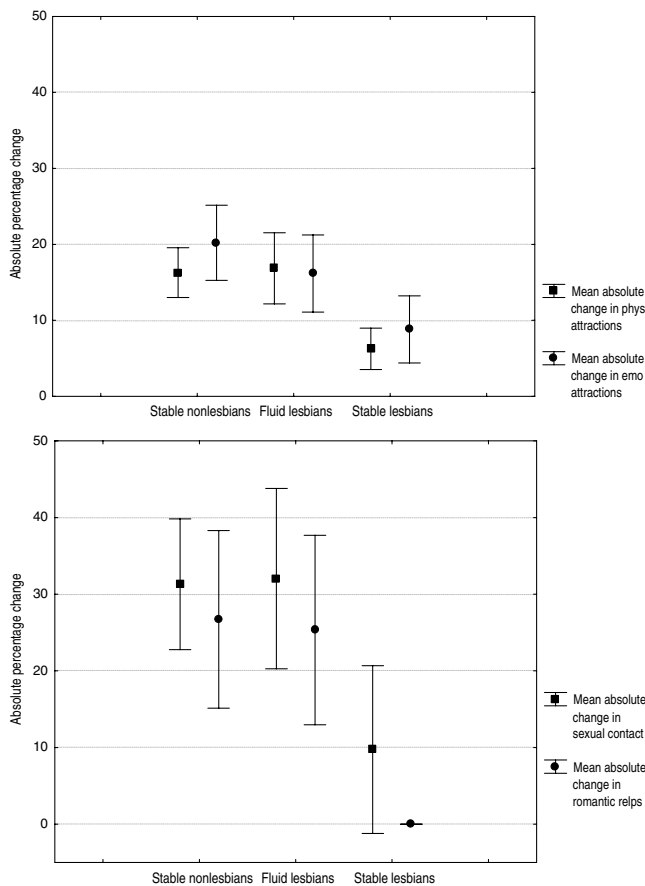 50
40
30
20
10
0
Absolute percentage change
Stable nonlesbians Fluid lesbians Stable lesbians
Mean absolute
change in phys
attractions
Mean absolute
change in emo
attractions
50
40
30
20
10
0
Absolute percentage change
Stable nonlesbians Fluid lesbians Stable lesbians
Mean absolute
change in
sexual contact
Mean absolute
change in
romantic relps